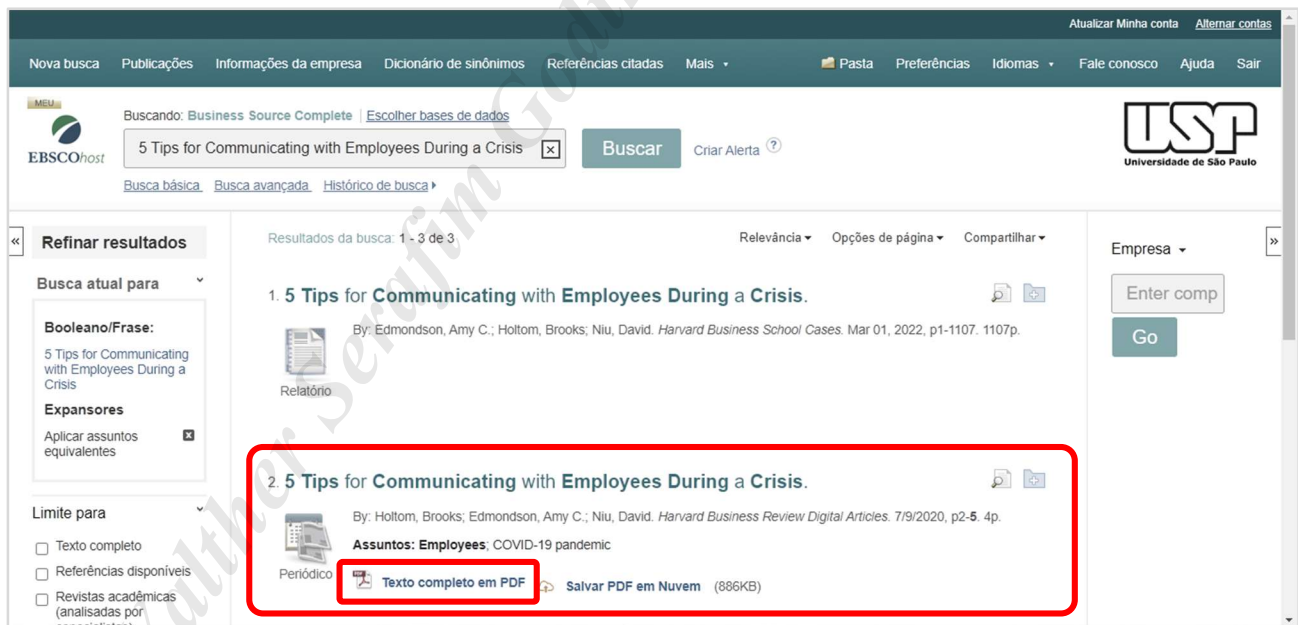 Atualizar Minha conta Alternar contas
Nova busca Publicações Informações da empresa Dicionário de sinônimos Referências citadas Mais Pasta Preferências Idiomas Fale conosco Ajuda Sair
MEU
EBSCOhost
Buscando: Business Source Complete | Escolher bases de dados
5 Tips for Communicating with Employees During a Crisis
Buscar
Criar Alerta ?
Busca básica Busca avançada Histórico de busca
USP
Universidade de São Paulo
«
Refinar resultados
Busca atual para
Booleano/Frase:
5 Tips for Communicating
with Employees During a
Crisis
Expansores
Aplicar assuntos
equivalentes
Limite para
Texto completo
Referências disponíveis
Revistas acadêmicas
(analisadas por
Resultados da busca: 1 - 3 de 3
Relevância Opções de página Compartilhar
1. 5 Tips for Communicating with Employees During a Crisis.
By: Edmondson, Amy C.; Holtom, Brooks; Niu, David. Harvard Business School Cases. Mar 01, 2022, p1-1107. 1107p.
Relatório
2. 5 Tips for Communicating with Employees During a Crisis.
By: Holtom, Brooks; Edmondson, Amy C.; Niu, David. Harvard Business Review Digital Articles. 7/9/2020, p2-5. 4p.
Assuntos: Employees; COVID-19 pandemic
Periódico
Texto completo em PDF Salvar PDF em Nuvem (886KB)
Empresa
»
Enter comp
Go
Walther Serafim